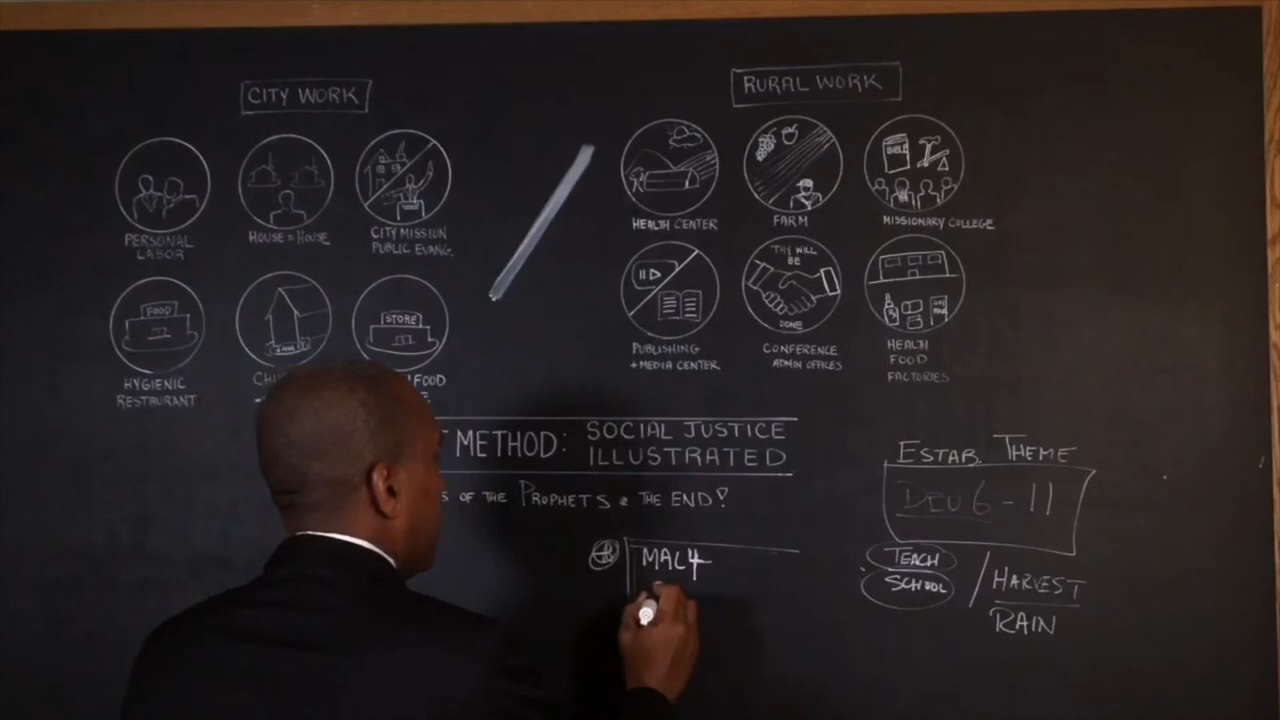 CITY WORK
RURAL WORK
PERSONAL
LABOR
HOUSE 2 HOUSE
CITY MISSION
PUBLIC EVANG.
BIBLE
HEALTH CENTER
FARM
MISSIONARY COLLEGE
FOOD
STORE
THY WILL
BE
DONE
HYGIENIC
RESTAURANT
FOOD
PUBLISHING
+ MEDIA CENTER
CONFERENCE
ADMIN OFFICES
HEALTH
FOOD
FACTORIES
METHOD: SOCIAL JUSTICE
ILLUSTRATED
OF THE PROPHETS & THE END!
MAL 4
ESTAB. THEME
DEU 6 - 11
TEACH
SCHOOL
/ HARVEST
RAIN